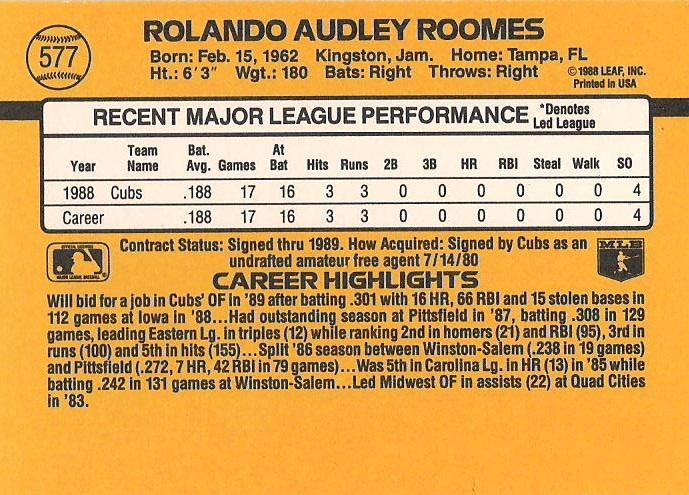 577
ROLANDO AUDLEY ROOMES
Born: Feb. 15, 1962 Kingston, Jam. Home: Tampa, FL
Ht.: 6'3" Wgt.: 180 Bats: Right Throws: Right
© 1988 LEAF, INC.
Printed in USA
RECENT MAJOR LEAGUE PERFORMANCE *Denotes
Led League
Year Team Name Bat. Avg. Games At Bat Hits Runs 2B 3B HR RBI Steal Walk SO
1988 Cubs .188 17 16 3 3 0 0 0 0 0 0 4
Career .188 17 16 3 3 0 0 0 0 0 0 4
Contract Status: Signed thru 1989. How Acquired: Signed by Cubs as an
undrafted amateur free agent 7/14/80
MLB
CAREER HIGHLIGHTS
Will bid for a job in Cubs' OF in '89 after batting .301 with 16 HR, 66 RBI and 15 stolen bases in
112 games at Iowa in '88...Had outstanding season at Pittsfield in '87, batting .308 in 129
games, leading Eastern Lg. in triples (12) while ranking 2nd in homers (21) and RBI (95), 3rd in
runs (100) and 5th in hits (155)...Split '86 season between Winston-Salem (.238 in 19 games)
and Pittsfield (.272, 7 HR, 42 RBI in 79 games)...Was 5th in Carolina Lg. in HR (13) in '85 while
batting .242 in 131 games at Winston-Salem...Led Midwest OF in assists (22) at Quad Cities
in '83.